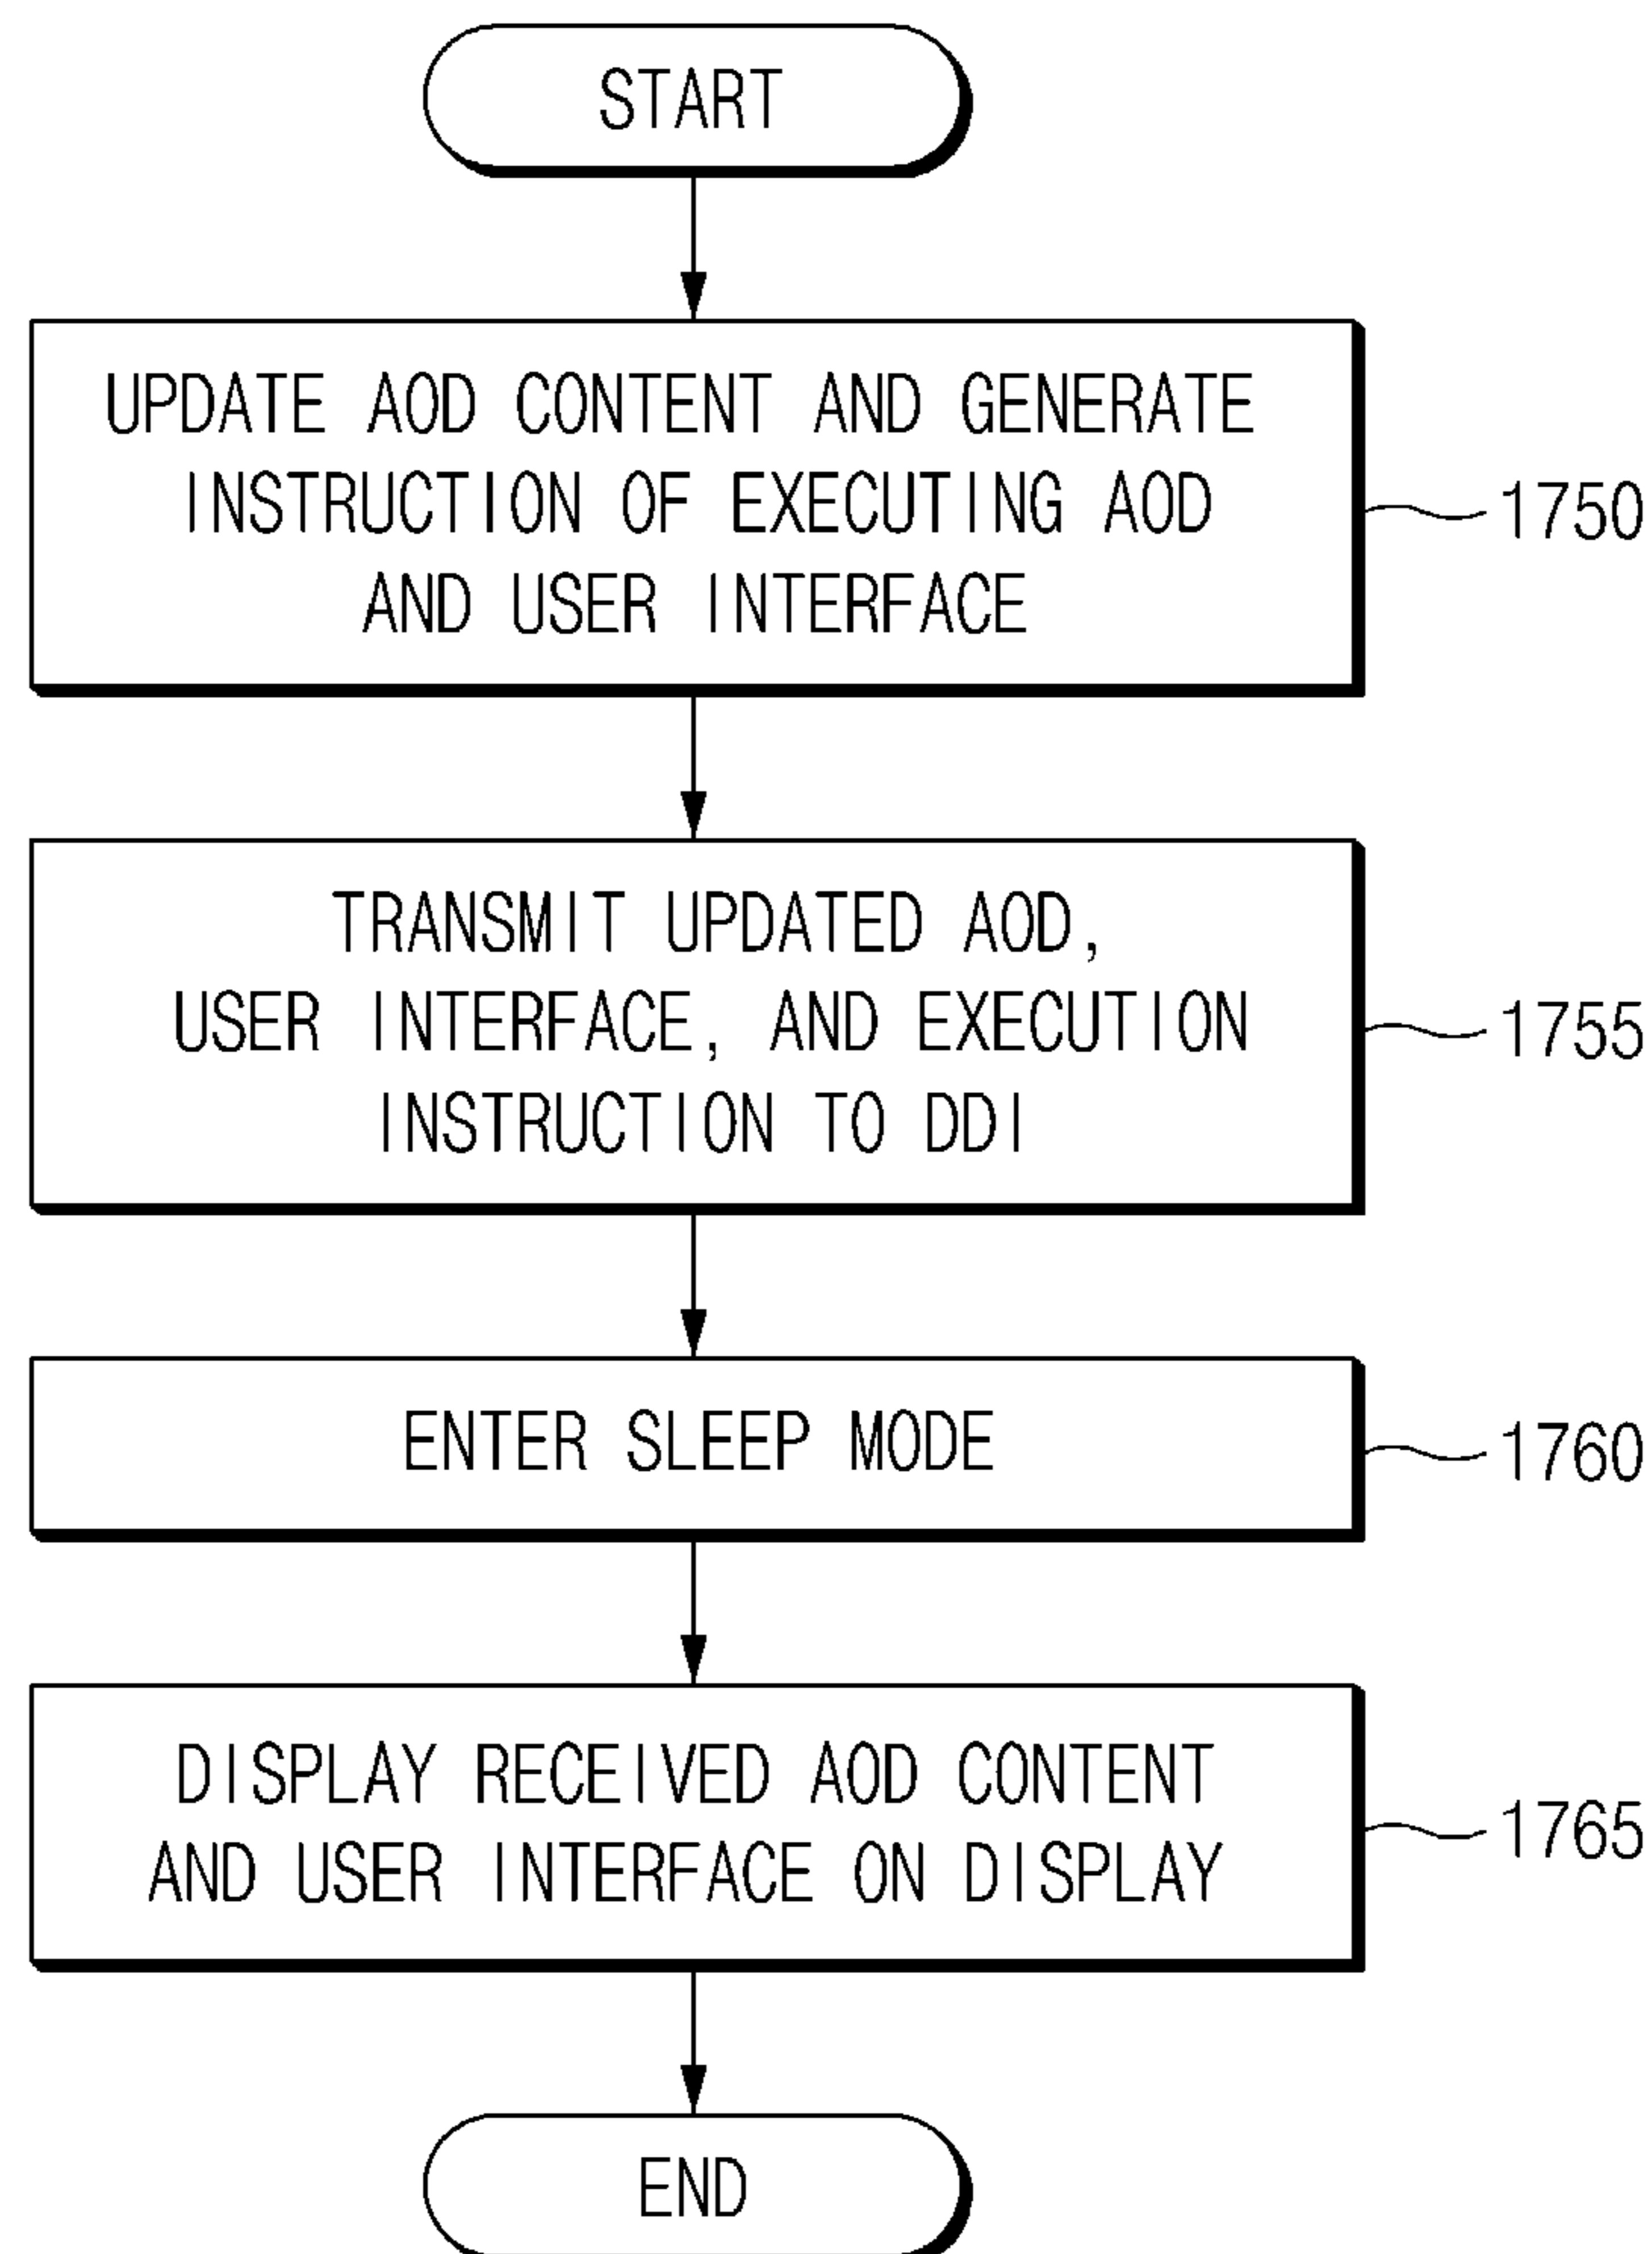 START
UPDATE AOD CONTENT AND GENERATE
INSTRUCTION OF EXECUTING AOD
AND USER INTERFACE
1750
TRANSMIT UPDATED AOD,
USER INTERFACE, AND EXECUTION
INSTRUCTION TO DDI
1755
ENTER SLEEP MODE
1760
DISPLAY RECEIVED AOD CONTENT
AND USER INTERFACE ON DISPLAY
1765
END